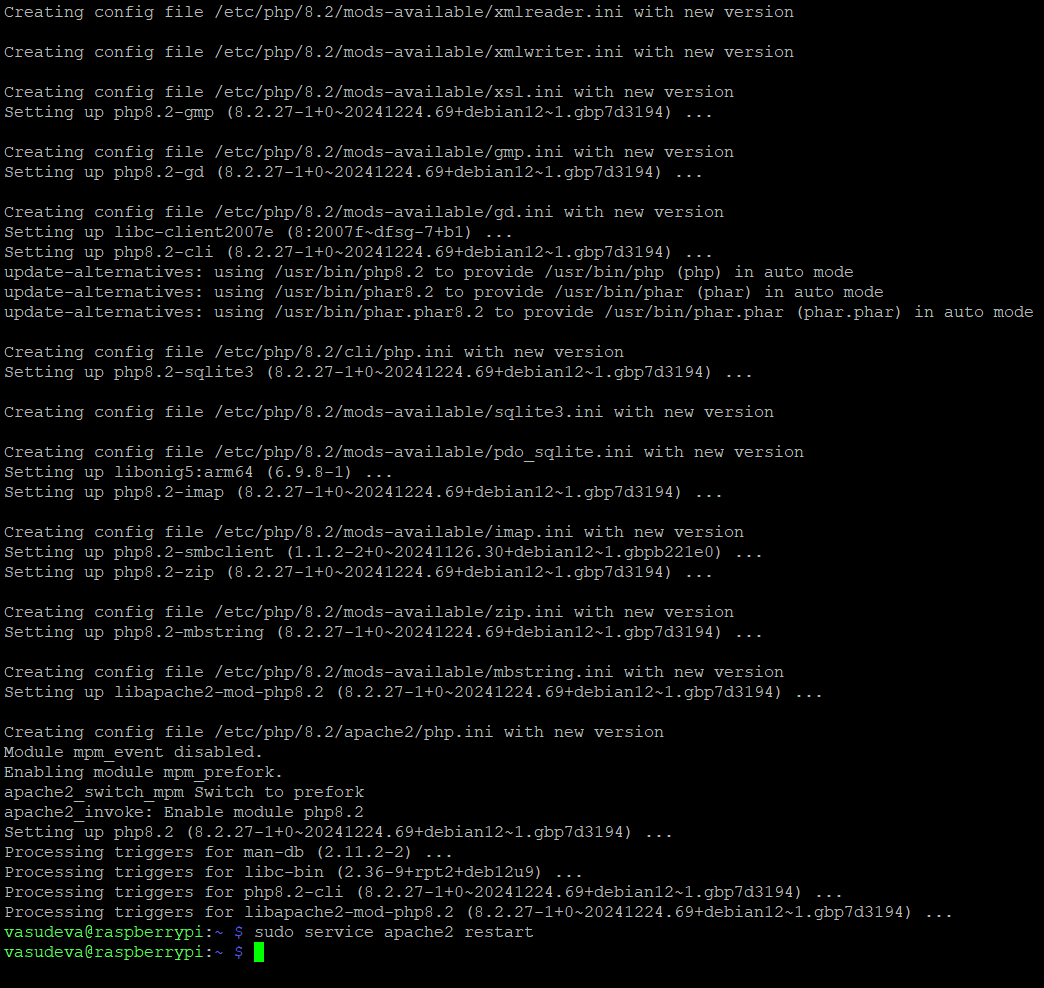 Creating config file /etc/php/8.2/mods-available/xmlreader.ini with new version
Creating config file /etc/php/8.2/mods-available/xmlwriter.ini with new version
Creating config file /etc/php/8.2/mods-available/xsl.ini with new version
Setting up php8.2-gmp (8.2.27-1+0~20241224.69+debian12~1.gbp7d3194) ...
Creating config file /etc/php/8.2/mods-available/gmp.ini with new version
Setting up php8.2-gd (8.2.27-1+0~20241224.69+debian12~1.gbp7d3194) ...
Creating config file /etc/php/8.2/mods-available/gd.ini with new version
Setting up libc-client2007e (8:2007f~dfsg-7+b1) ...
Setting up php8.2-cli (8.2.27-1+0~20241224.69+debian12~1.gbp7d3194) ...
update-alternatives: using /usr/bin/php8.2 to provide /usr/bin/php (php) in auto mode
update-alternatives: using /usr/bin/phar8.2 to provide /usr/bin/phar (phar) in auto mode
update-alternatives: using /usr/bin/phar.phar8.2 to provide /usr/bin/phar.phar (phar.phar) in auto mode
Creating config file /etc/php/8.2/cli/php.ini with new version
Setting up php8.2-sqlite3 (8.2.27-1+0~20241224.69+debian12~1.gbp7d3194) ...
Creating config file /etc/php/8.2/mods-available/sqlite3.ini with new version
Creating config file /etc/php/8.2/mods-available/pdo_sqlite.ini with new version
Setting up libonig5:arm64 (6.9.8-1) ...
Setting up php8.2-imap (8.2.27-1+0~20241224.69+debian12~1.gbp7d3194) ...
Creating config file /etc/php/8.2/mods-available/imap.ini with new version
Setting up php8.2-smbclient (1.1.2-2+0~20241126.30+debian12~1.gbpb221e0) ...
Setting up php8.2-zip (8.2.27-1+0~20241224.69+debian12~1.gbp7d3194) ...
Creating config file /etc/php/8.2/mods-available/zip.ini with new version
Setting up php8.2-mbstring (8.2.27-1+0~20241224.69+debian12~1.gbp7d3194) ...
Creating config file /etc/php/8.2/mods-available/mbstring.ini with new version
Setting up libapache2-mod-php8.2 (8.2.27-1+0~20241224.69+debian12~1.gbp7d3194) ...
Creating config file /etc/php/8.2/apache2/php.ini with new version
Module mpm_event disabled.
Enabling module mpm_prefork.
apache2_switch_mpm Switch to prefork
apache2_invoke: Enable module php8.2
Setting up php8.2 (8.2.27-1+0~20241224.69+debian12~1.gbp7d3194) ...
Processing triggers for man-db (2.11.2-2) ...
Processing triggers for libc-bin (2.36-9+rpt2+deb12u9) ...
Processing triggers for php8.2-cli (8.2.27-1+0~20241224.69+debian12~1.gbp7d3194) ...
Processing triggers for libapache2-mod-php8.2 (8.2.27-1+0~20241224.69+debian12~1.gbp7d3194) ...
vasudeva@raspberrypi:~ $ sudo service apache2 restart
vasudeva@raspberrypi:~ $